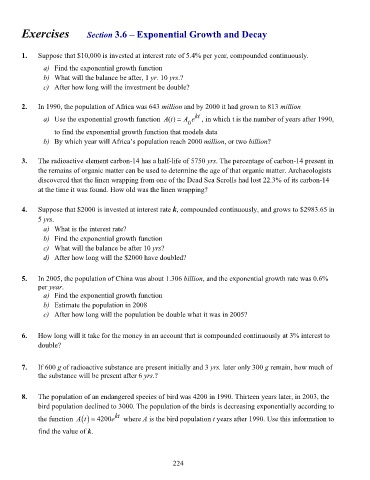 Exercises Section 3.6 – Exponential Growth and Decay
1. Suppose that $10,000 is invested at interest rate of 5.4% per year, compounded continuously.
a) Find the exponential growth function
b) What will the balance be after, 1 yr. 10 yrs.?
c) After how long will the investment be double?
2. In 1990, the population of Africa was 643 million and by 2000 it had grown to 813 million
a) Use the exponential growth function A(t) = A₀e^{kt}, in which t is the number of years after 1990,
to find the exponential growth function that models data
b) By which year will Africa's population reach 2000 million, or two billion?
3. The radioactive element carbon-14 has a half-life of 5750 yrs. The percentage of carbon-14 present in
the remains of organic matter can be used to determine the age of that organic matter. Archaeologists
discovered that the linen wrapping from one of the Dead Sea Scrolls had lost 22.3% of its carbon-14
at the time it was found. How old was the linen wrapping?
4. Suppose that $2000 is invested at interest rate k, compounded continuously, and grows to $2983.65 in
5 yrs.
a) What is the interest rate?
b) Find the exponential growth function
c) What will the balance be after 10 yrs?
d) After how long will the $2000 have doubled?
5. In 2005, the population of China was about 1.306 billion, and the exponential growth rate was 0.6%
per year.
a) Find the exponential growth function
b) Estimate the population in 2008
c) After how long will the population be double what it was in 2005?
6. How long will it take for the money in an account that is compounded continuously at 3% interest to
double?
7. If 600 g of radioactive substance are present initially and 3 yrs. later only 300 g remain, how much of
the substance will be present after 6 yrs.?
8. The population of an endangered species of bird was 4200 in 1990. Thirteen years later, in 2003, the
bird population declined to 3000. The population of the birds is decreasing exponentially according to
the function A(t) = 4200e^{kt} where A is the bird population t years after 1990. Use this information to
find the value of k.
224